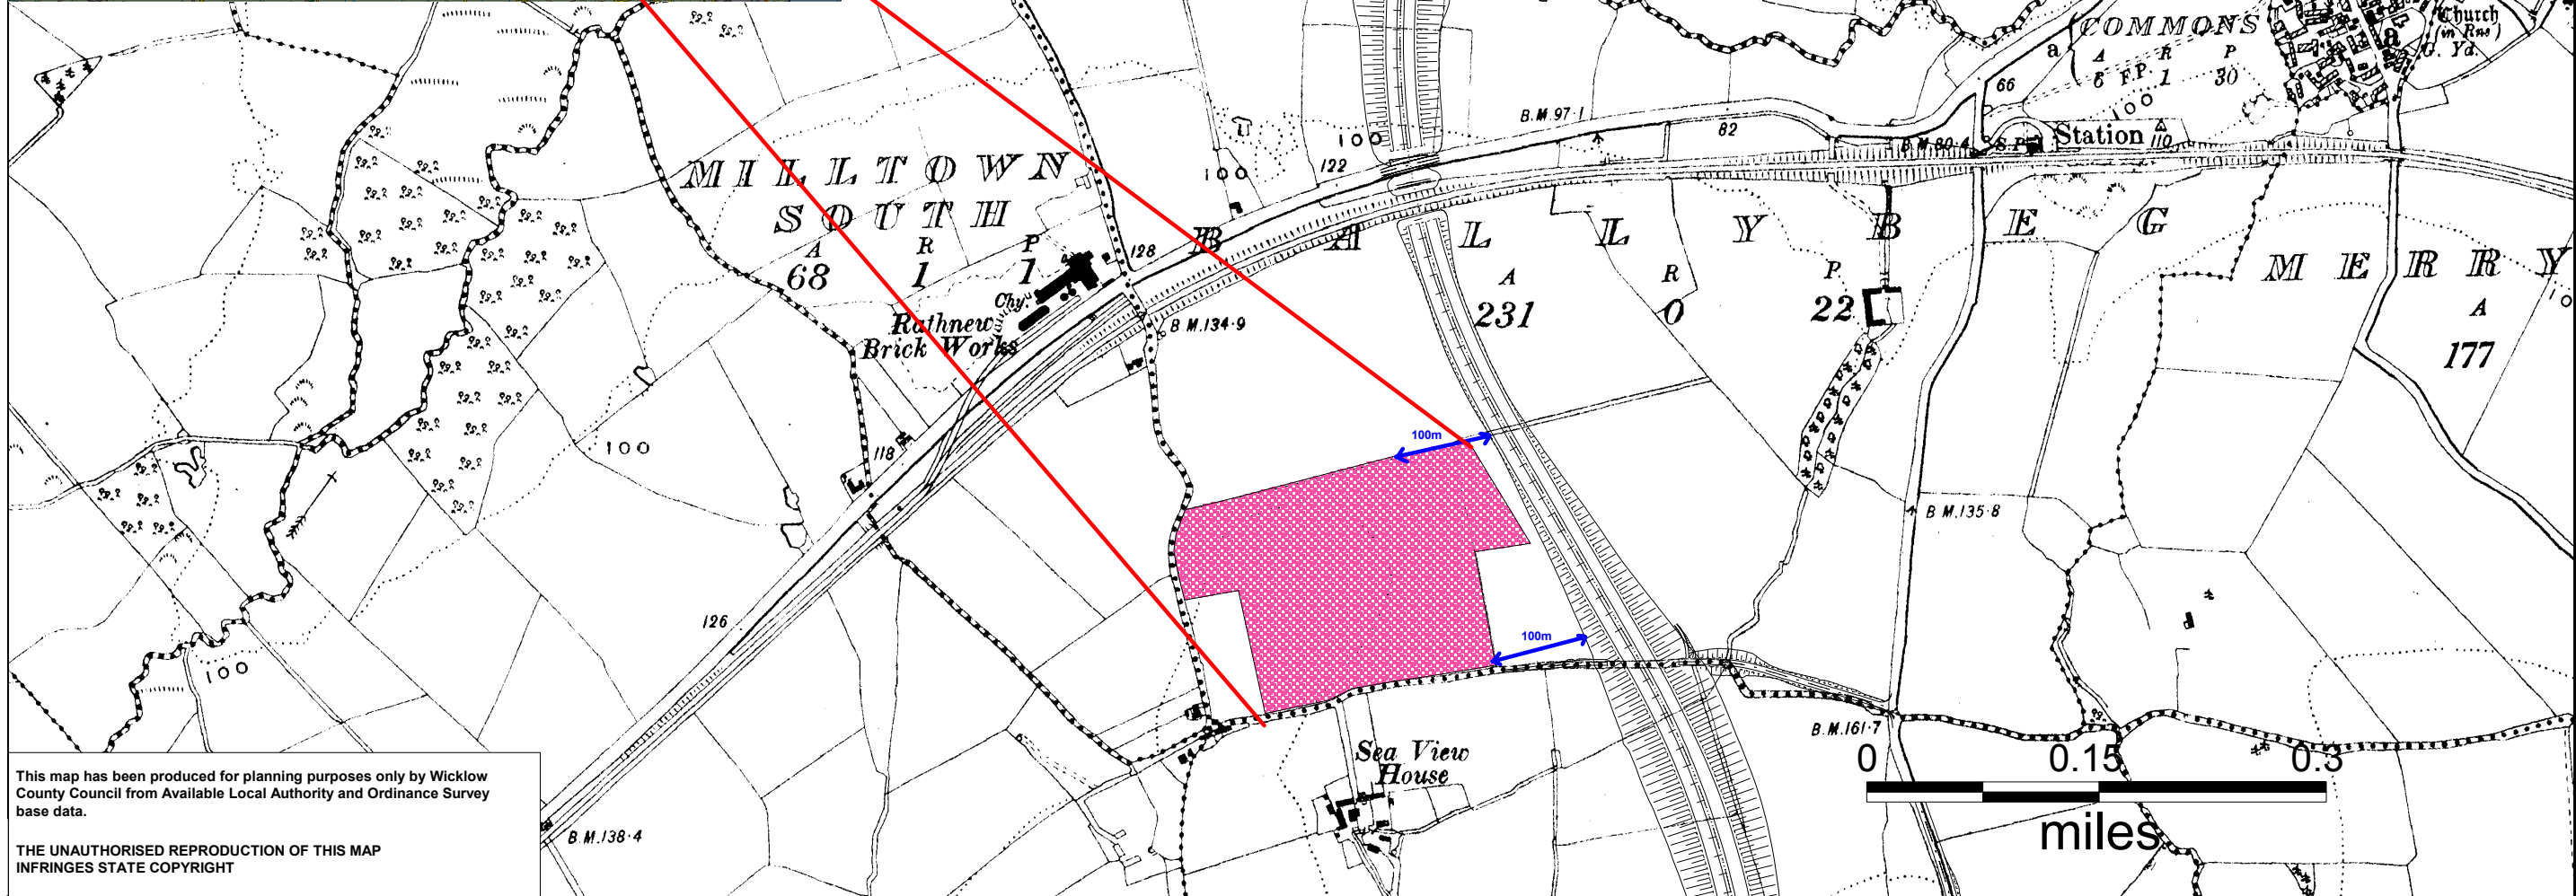 COMMONS
a
A R P
6 1 30
F.P.
100
Church
(in Rns)
G. Yd.
a
66
B.M.97·1
82
B.M.80·4
S.P.
Station
110
100
122
100
MILLTOWN
SOUTH
A R P
68 1 1
128
Chy.
Rathnew
Brick Works
B.M.134·9
BALLYBEG
A R P
231 0 22
MERRY
A
177
10
100m
100
118
B.M.135·8
126
100m
100
B.M.161·7
Sea View
House
B.M.138·4
0 0.15 0.3
miles
This map has been produced for planning purposes only by Wicklow
County Council from Available Local Authority and Ordinance Survey
base data.
THE UNAUTHORISED REPRODUCTION OF THIS MAP
INFRINGES STATE COPYRIGHT